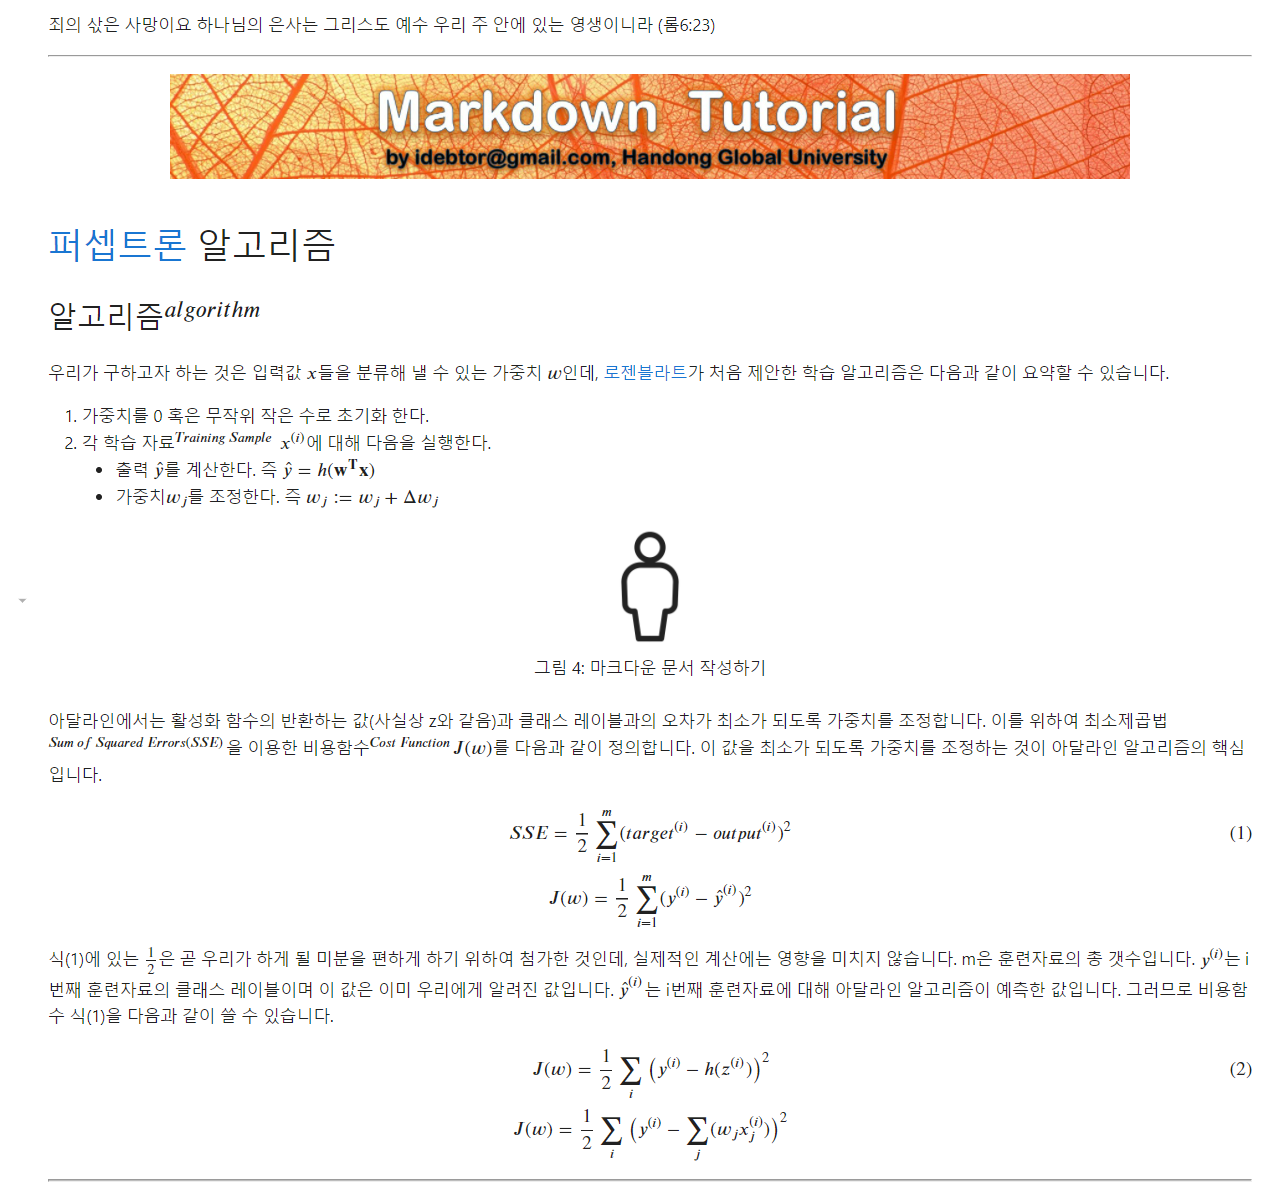 죄의 삯은 사망이요 하나님의 은사는 그리스도 예수 우리 주 안에 있는 영생이니라 (롬6:23)
Markdown Tutorial
by idebtor@gmail.com, Handong Global University
퍼셉트론 알고리즘
알고리즘^{algorithm}
우리가 구하고자 하는 것은 입력값 x들을 분류해 낼 수 있는 가중치 w인데, 로젠블라트가 처음 제안한 학습 알고리즘은 다음과 같이 요약할 수 있습니다.
1. 가중치를 0 혹은 무작위 작은 수로 초기화 한다.
2. 각 학습 자료^{Training Sample} x^{(i)}에 대해 다음을 실행한다.
• 출력 ŷ를 계산한다. 즉 ŷ = h(w^T x)
• 가중치w_j를 조정한다. 즉 w_j := w_j + Δw_j
그림 4: 마크다운 문서 작성하기
아달라인에서는 활성화 함수의 반환하는 값(사실상 z와 같음)과 클래스 레이블과의 오차가 최소가 되도록 가중치를 조정합니다. 이를 위하여 최소제곱법
^{Sum of Squared Errors(SSE)} 을 이용한 비용함수^{Cost Function} J(w)를 다음과 같이 정의합니다. 이 값을 최소가 되도록 가중치를 조정하는 것이 아달라인 알고리즘의 핵심
입니다.
SSE = \frac{1}{2} \sum_{i=1}^{m} (target^{(i)} − output^{(i)})^2 (1)
J(w) = \frac{1}{2} \sum_{i=1}^{m} (y^{(i)} − ŷ^{(i)})^2
식(1)에 있는 \frac{1}{2}은 곧 우리가 하게 될 미분을 편하게 하기 위하여 첨가한 것인데, 실제적인 계산에는 영향을 미치지 않습니다. m은 훈련자료의 총 갯수입니다. y^{(i)}는 i
번째 훈련자료의 클래스 레이블이며 이 값은 이미 우리에게 알려진 값입니다. ŷ^{(i)} 는 i번째 훈련자료에 대해 아달라인 알고리즘이 예측한 값입니다. 그러므로 비용함
수 식(1)을 다음과 같이 쓸 수 있습니다.
J(w) = \frac{1}{2} \sum_{i} (y^{(i)} − h(z^{(i)}))^2 (2)
J(w) = \frac{1}{2} \sum_{i} (y^{(i)} − \sum_{j} (w_j x_j^{(i)}))^2